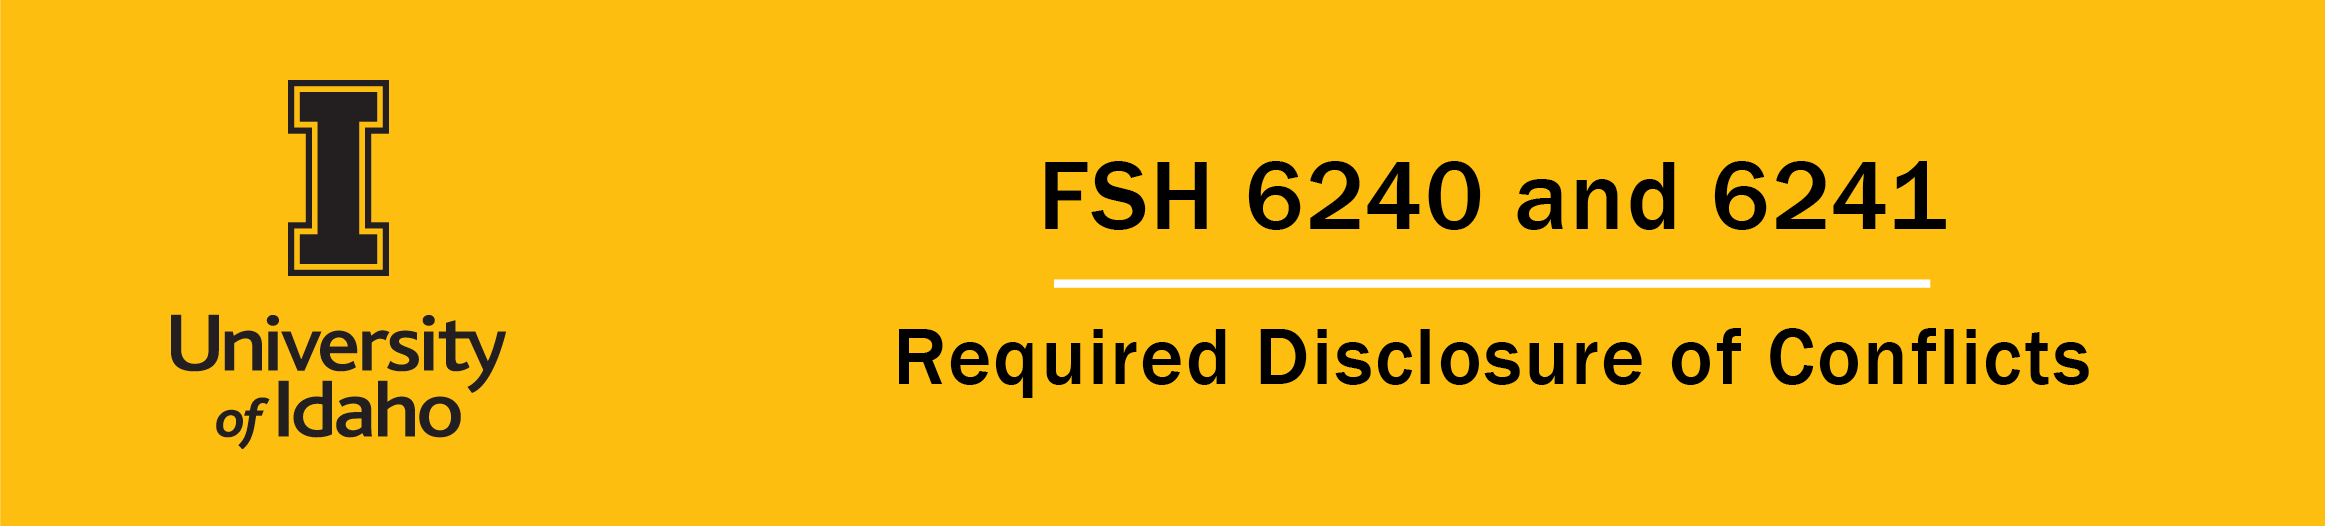 I
University
of Idaho
FSH 6240 and 6241
Required Disclosure of Conflicts